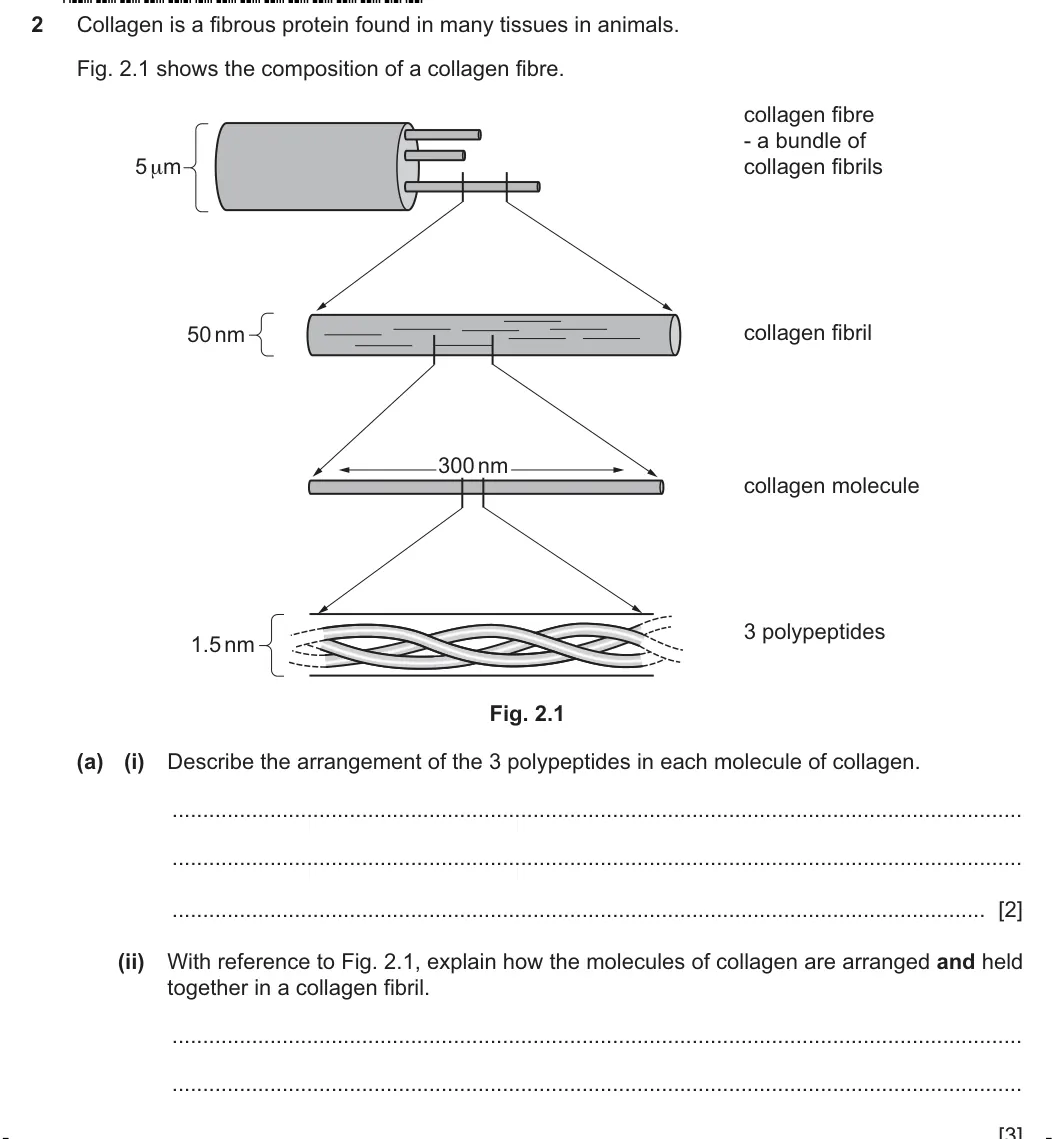 2 Collagen is a fibrous protein found in many tissues in animals.
Fig. 2.1 shows the composition of a collagen fibre.
collagen fibre
- a bundle of
collagen fibrils
5 μm
50 nm
collagen fibril
300 nm
collagen molecule
1.5 nm
3 polypeptides
Fig. 2.1
(a) (i) Describe the arrangement of the 3 polypeptides in each molecule of collagen.
[2]
(ii) With reference to Fig. 2.1, explain how the molecules of collagen are arranged and held
together in a collagen fibril.
[3]